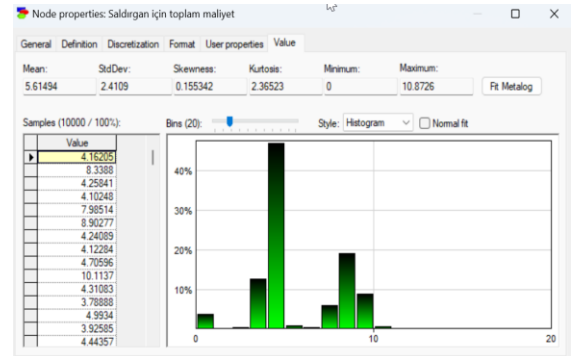 Node properties: Saldırgan için toplam maliyet
General Definition Discretization Format User properties Value
Mean: StdDev: Skewness: Kurtosis: Minimum: Maximum:
5.61494 2.4109 0.155342 2.36523 0 10.8726 Fit Metalog
Samples (10000 / 100%): Bins (20): Style: Histogram Normal fit
Value
4.16205
8.3388
4.25841
4.10248
7.98514
8.90277
4.24089
4.12284
4.70596
10.1137
4.31083
3.78888
4.9934
3.92585
4.44357
40%
30%
20%
10%
0 10 20